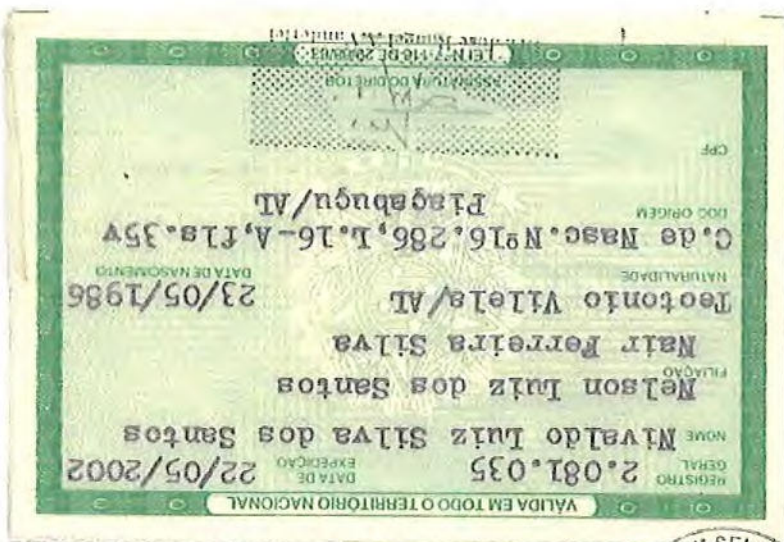 VÁLIDA EM TODO O TERRITÓRIO NACIONAL
REGISTRO GERAL 2.081.035 DATA DE EXPEDIÇÃO 22/05/2002
NOME Nivaldo Luiz Silva dos Santos
FILIAÇÃO Nelson Luiz dos Santos
Nair Ferreira Silva
NATURALIDADE DATA DE NASCIMENTO
Teotonio Vilela/AL 23/05/1986
DOC ORIGEM C.de Nasc.Nº16.286,L.16-A,fls.35v
Piaçabuçu/AL
CPF
ASSINATURA DO DIRETOR
LEI Nº 7.116 DE 29/08/83